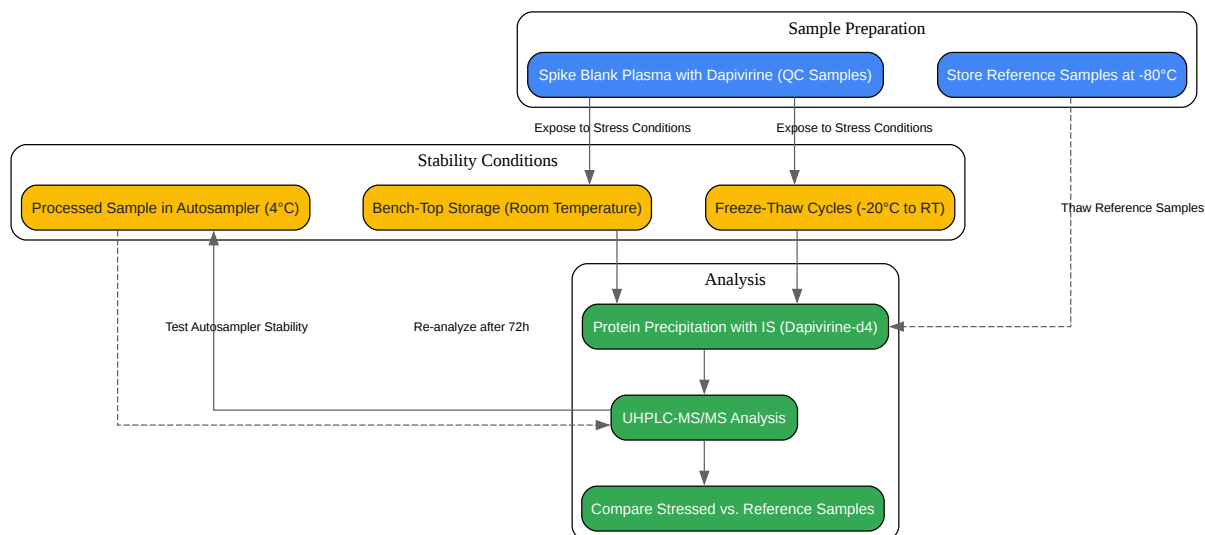 Sample Preparation
Spike Blank Plasma with Dapivirine (QC Samples)
Store Reference Samples at -80°C
Expose to Stress Conditions
Expose to Stress Conditions
Stability Conditions
Processed Sample in Autosampler (4°C)
Bench-Top Storage (Room Temperature)
Freeze-Thaw Cycles (-20°C to RT)
Thaw Reference Samples
Analysis
Protein Precipitation with IS (Dapivirine-d4)
Test Autosampler Stability
Re-analyze after 72h
UHPLC-MS/MS Analysis
Compare Stressed vs. Reference Samples